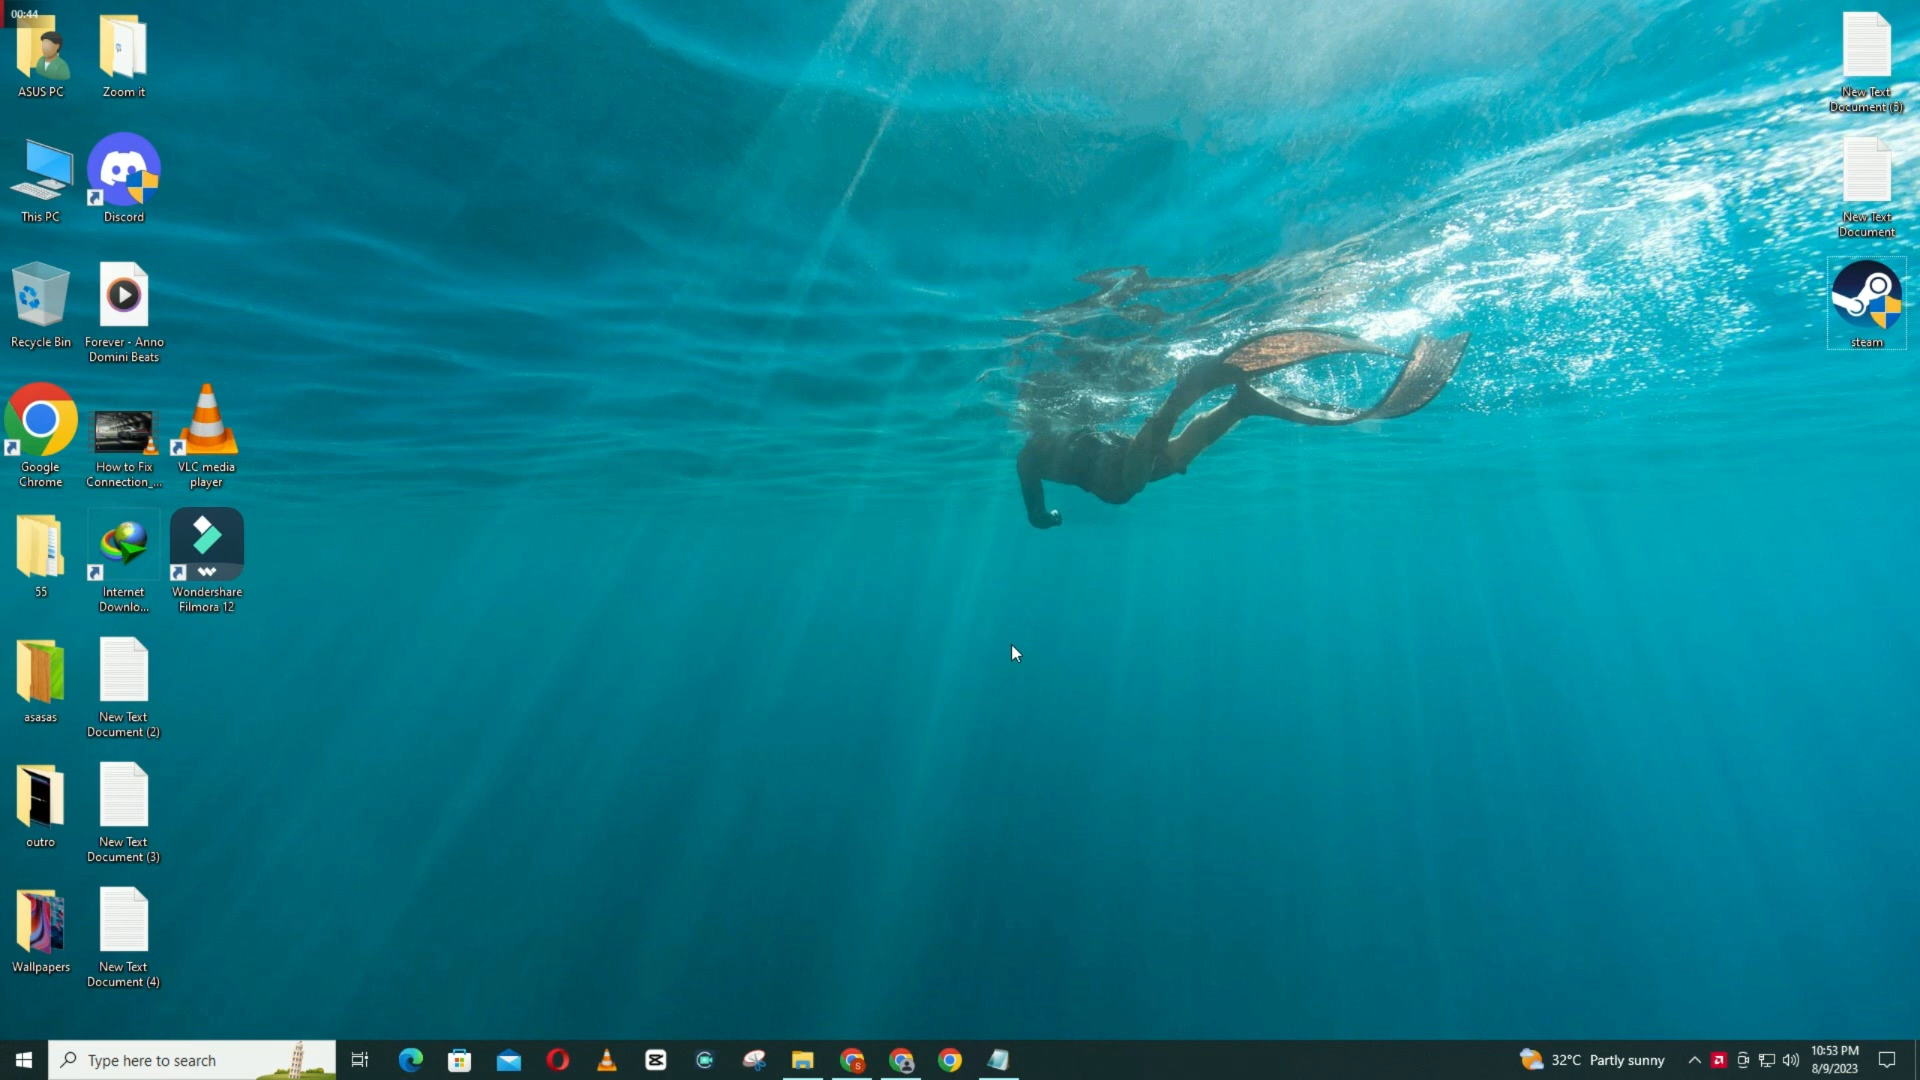 00:44
ASUS PC
Zoom it
This PC
Discord
Recycle Bin
Forever - Anno
Domini Beats
Google
Chrome
How to Fix
Connection_...
VLC media
player
55
Internet
Downlo...
Wondershare
Filmora 12
asasas
New Text
Document (2)
outro
New Text
Document (3)
Wallpapers
New Text
Document (4)
New Text
New Text
Document
steam
Type here to search
32°C Partly sunny
10:53 PM
8/9/2023